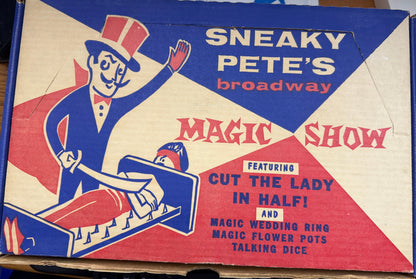 SNEAKY
PETE'S
broadway
MAGIC SHOW
FEATURING
CUT THE LADY
IN HALF!
AND
MAGIC WEDDING RING
MAGIC FLOWER POTS
TALKING DICE